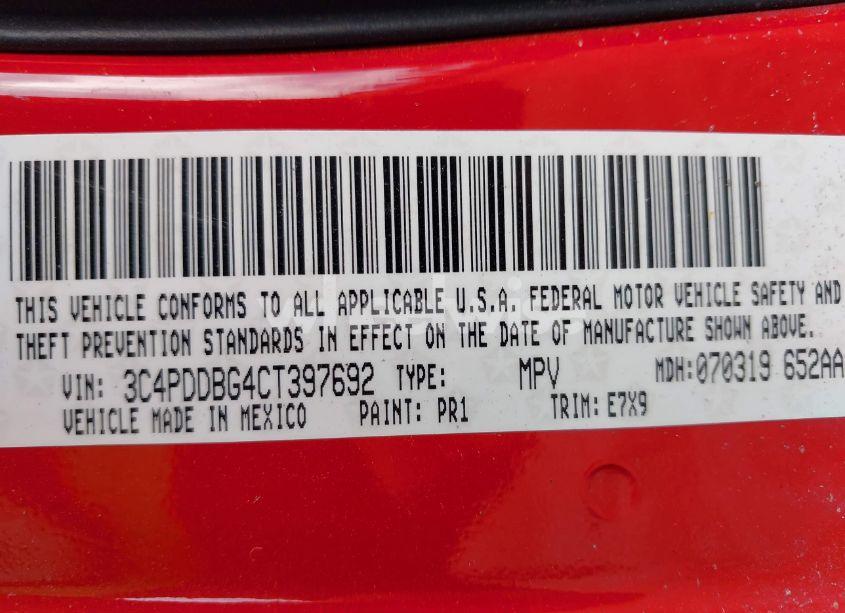 THIS VEHICLE CONFORMS TO ALL APPLICABLE U.S.A. FEDERAL MOTOR VEHICLE SAFETY AND
THEFT PREVENTION STANDARDS IN EFFECT ON THE DATE OF MANUFACTURE SHOWN ABOVE.
VIN: 3C4PDDBG4CT397692 TYPE: MPV MDH:070319 652AA
VEHICLE MADE IN MEXICO PAINT: PR1 TRIM: E7X9